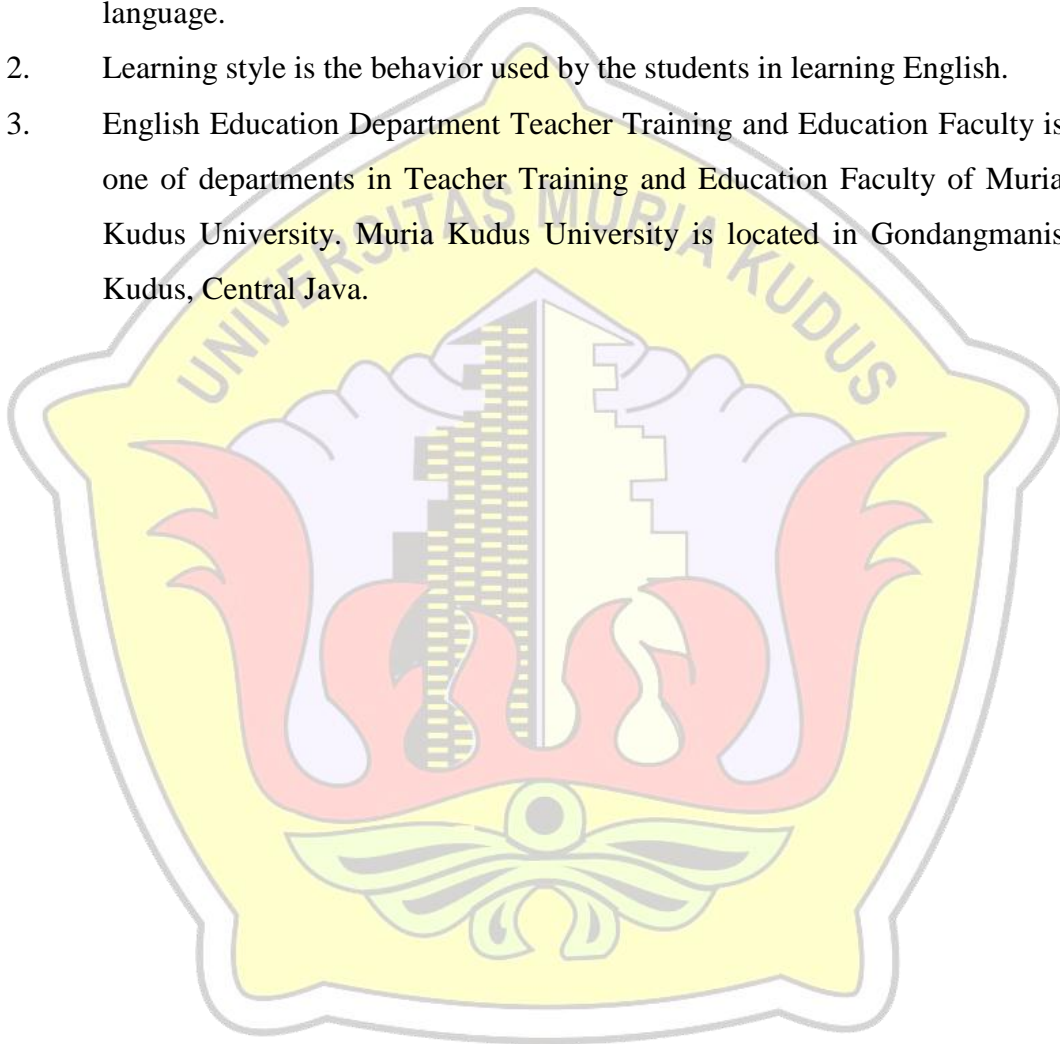 language.
2. Learning style is the behavior used by the students in learning English.
3. English Education Department Teacher Training and Education Faculty is
one of departments in Teacher Training and Education Faculty of Muria
Kudus University. Muria Kudus University is located in Gondangmanis
Kudus, Central Java.
UNIVERSITAS MURIA KUDUS